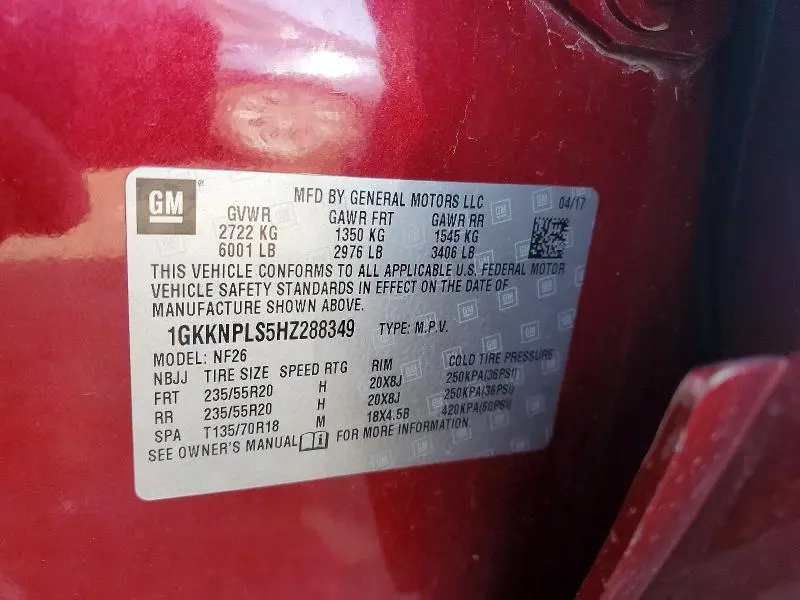 GM ® MFD BY GENERAL MOTORS LLC 04/17
GVWR GAWR FRT GAWR RR
2722 KG 1350 KG 1545 KG
6001 LB 2976 LB 3406 LB
THIS VEHICLE CONFORMS TO ALL APPLICABLE U.S. FEDERAL MOTOR
VEHICLE SAFETY STANDARDS IN EFFECT ON THE DATE OF
MANUFACTURE SHOWN ABOVE.
1GKKNPLS5HZ288349 TYPE: M.P.V.
MODEL: NF26
NBJJ TIRE SIZE SPEED RTG RIM COLD TIRE PRESSURE
FRT 235/55R20 H 20X8J 250KPA(36PSI)
RR 235/55R20 H 20X8J 250KPA(36PSI)
SPA T135/70R18 M 18X4.5B 420KPA(60PSI)
SEE OWNER'S MANUAL FOR MORE INFORMATION.